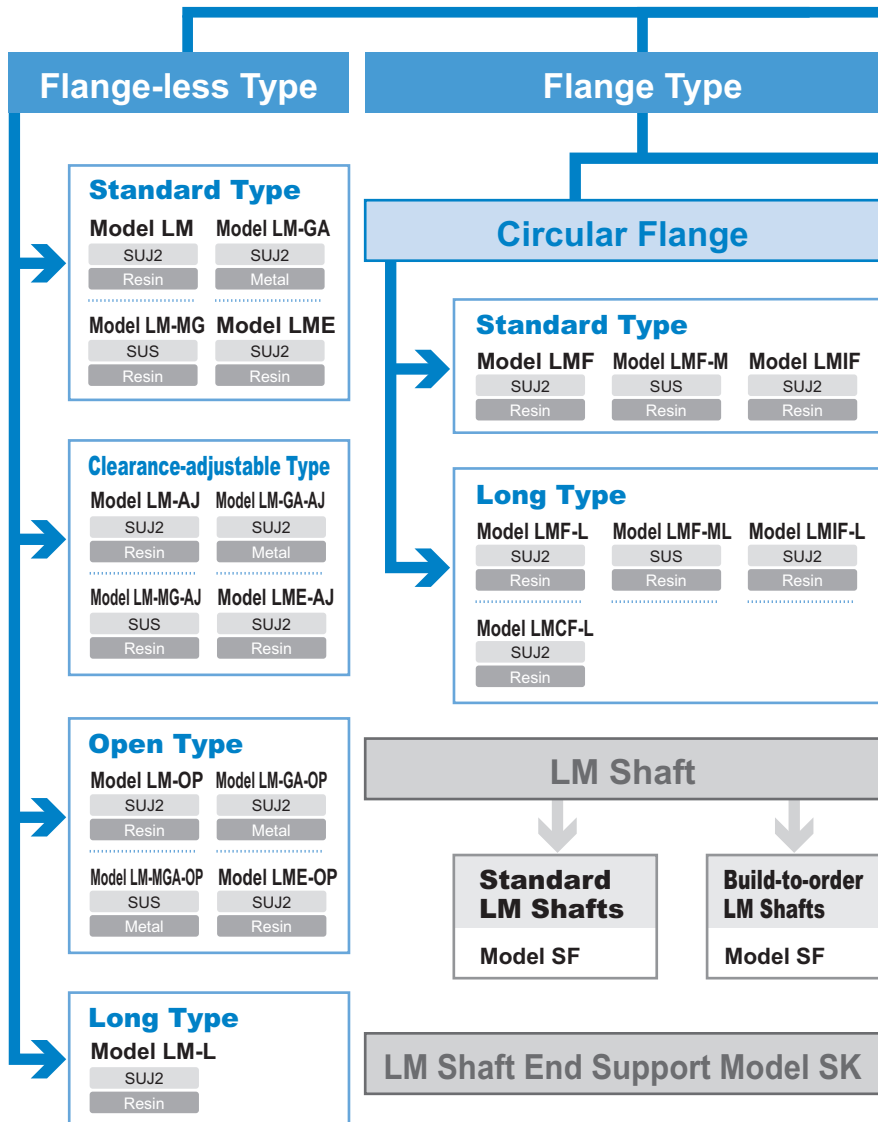 Flange-less Type
Standard Type
Model LM Model LM-GA
SUJ2 SUJ2
Resin Metal
Model LM-MG Model LME
SUS SUJ2
Resin Resin
Clearance-adjustable Type
Model LM-AJ Model LM-GA-AJ
SUJ2 SUJ2
Resin Metal
Model LM-MG-AJ Model LME-AJ
SUS SUJ2
Resin Resin
Open Type
Model LM-OP Model LM-GA-OP
SUJ2 SUJ2
Resin Metal
Model LM-MGA-OP Model LME-OP
SUS SUJ2
Metal Resin
Long Type
Model LM-L
SUJ2
Resin
Flange Type
Circular Flange
Standard Type
Model LMF Model LMF-M Model LMIF
SUJ2 SUS SUJ2
Resin Resin Resin
Long Type
Model LMF-L Model LMF-ML Model LMIF-L
SUJ2 SUS SUJ2
Resin Resin Resin
Model LMCF-L
SUJ2
Resin
LM Shaft
Standard
LM Shafts
Model SF
Build-to-order
LM Shafts
Model SF
LM Shaft End Support Model SK